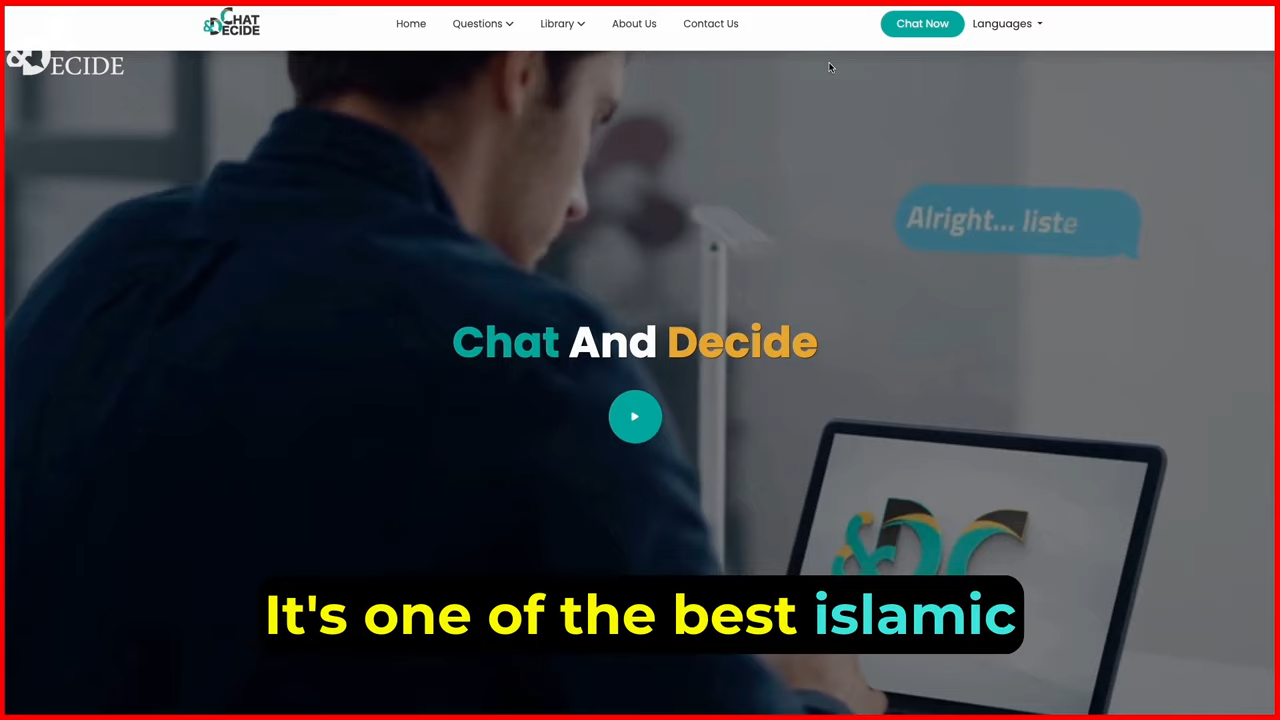 CHAT
&DECIDE
Home
Questions
Library
About Us
Contact Us
Chat Now
Languages
&DECIDE
Alright... liste
Chat And Decide
&DC
It's one of the best islamic